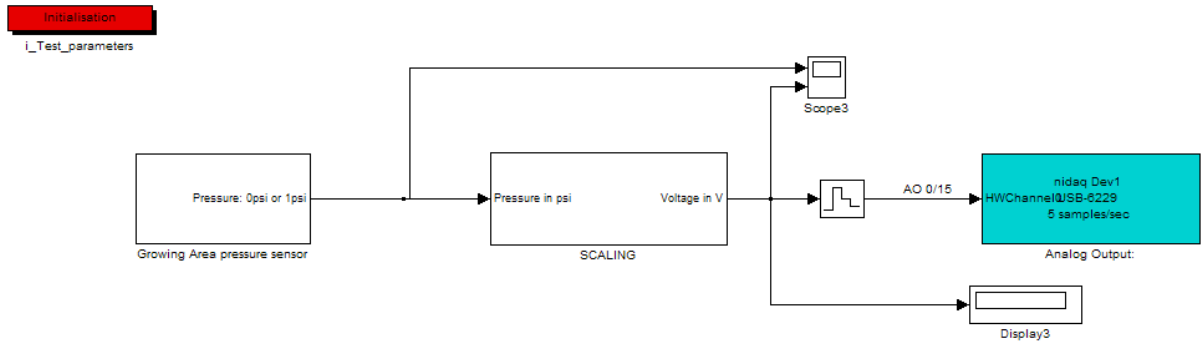 Initialisation
i_Test_parameters
Scope3
Pressure: 0psi or 1psi
Growing Area pressure sensor
Pressure in psi
Voltage in V
SCALING
AO 0/15
nidaq Dev1
HWChannel0
USB-6229
5 samples/sec
Analog Output:
Display3